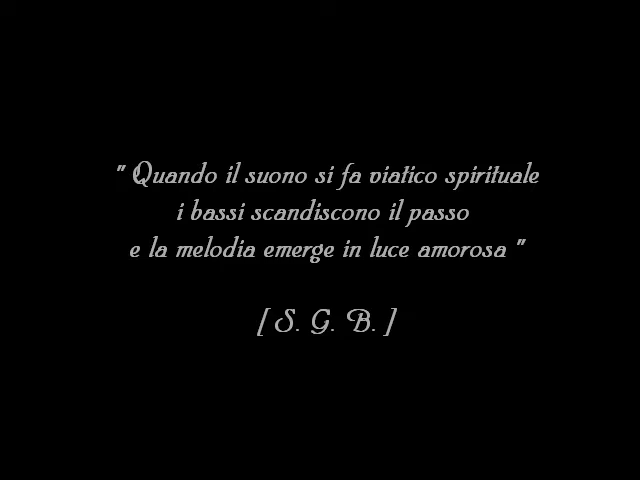 " Quando il suono si fa viatico spirituale
i bassi scandiscono il passo
e la melodia emerge in luce amorosa "
[ S. G. B. ]